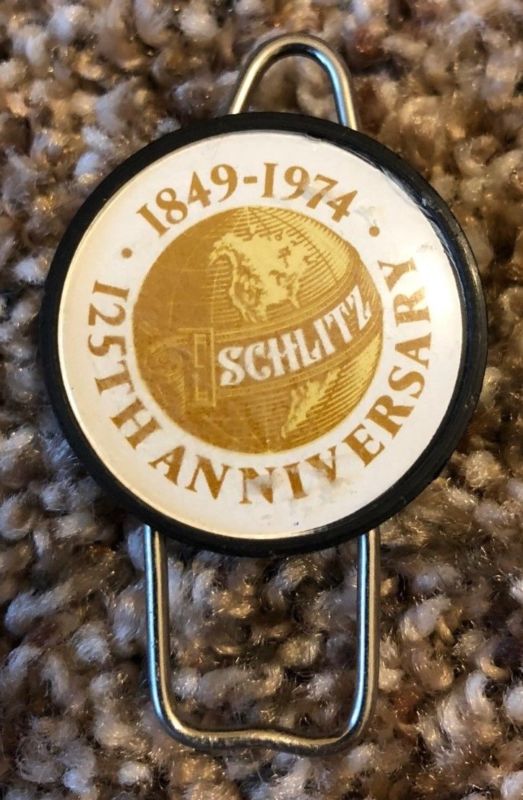 · 1849-1974 ·
SCHLITZ
125TH ANNIVERSARY